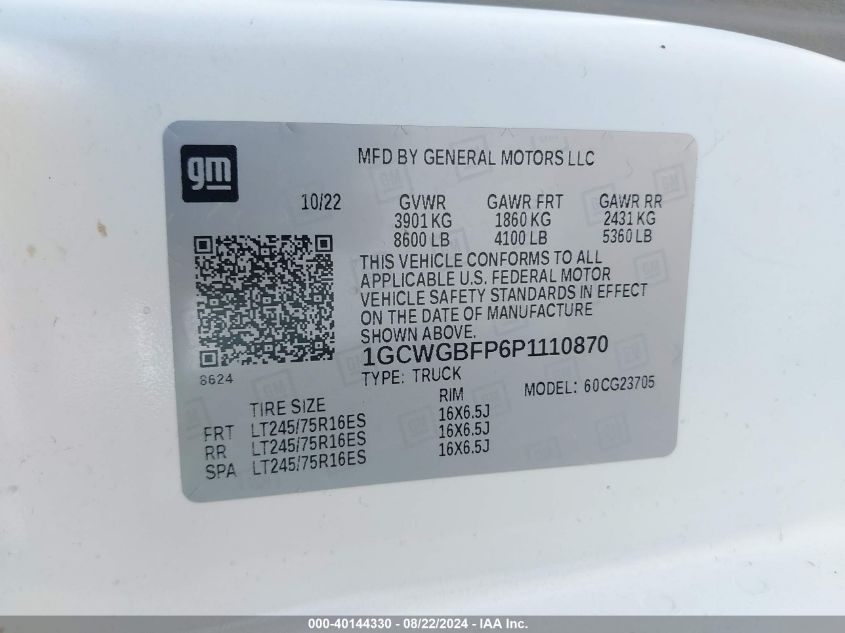 gm
MFD BY GENERAL MOTORS LLC
10/22 GVWR GAWR FRT GAWR RR
3901 KG 1860 KG 2431 KG
8600 LB 4100 LB 5360 LB
THIS VEHICLE CONFORMS TO ALL
APPLICABLE U.S. FEDERAL MOTOR
VEHICLE SAFETY STANDARDS IN EFFECT
ON THE DATE OF MANUFACTURE
SHOWN ABOVE.
1GCWGBFP6P1110870
8624
TYPE: TRUCK MODEL: 60CG23705
TIRE SIZE RIM
FRT LT245/75R16ES 16X6.5J
RR LT245/75R16ES 16X6.5J
SPA LT245/75R16ES 16X6.5J
000-40144330 - 08/22/2024 - IAA Inc.